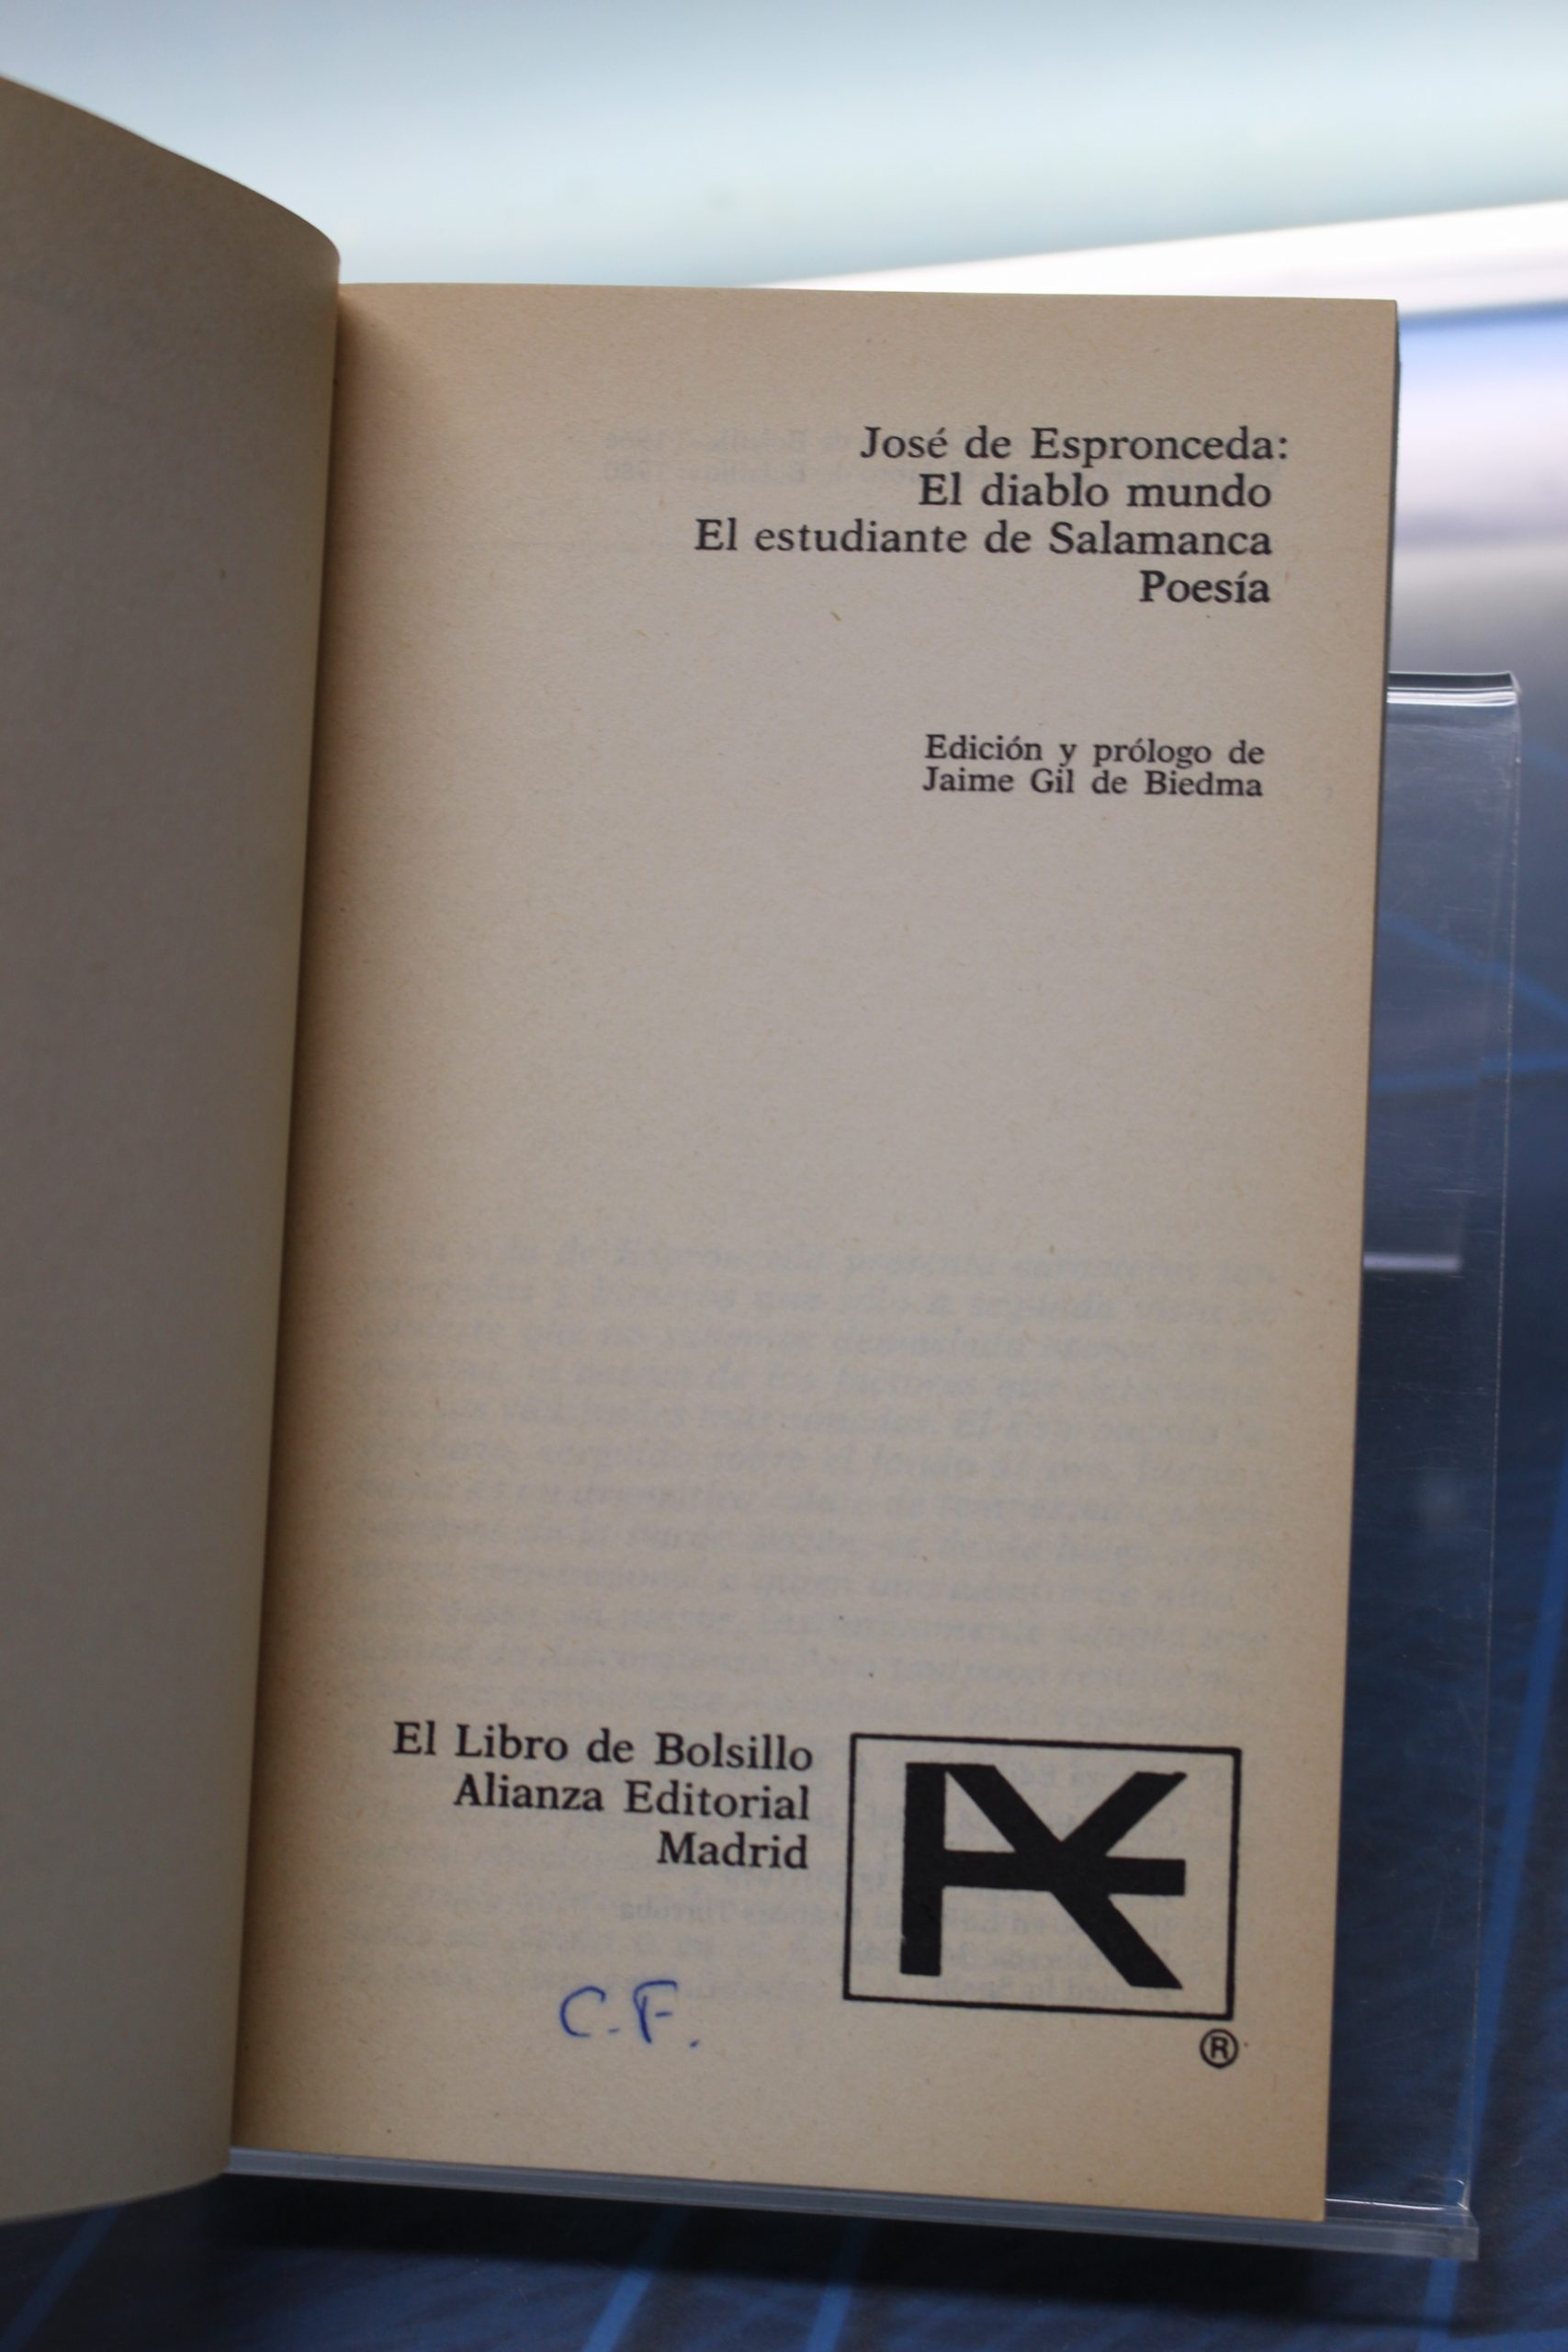 José de Espronceda:
El diablo mundo
El estudiante de Salamanca
Poesía
Edición y prólogo de
Jaime Gil de Biedma
El Libro de Bolsillo
Alianza Editorial
Madrid
®
C.F.